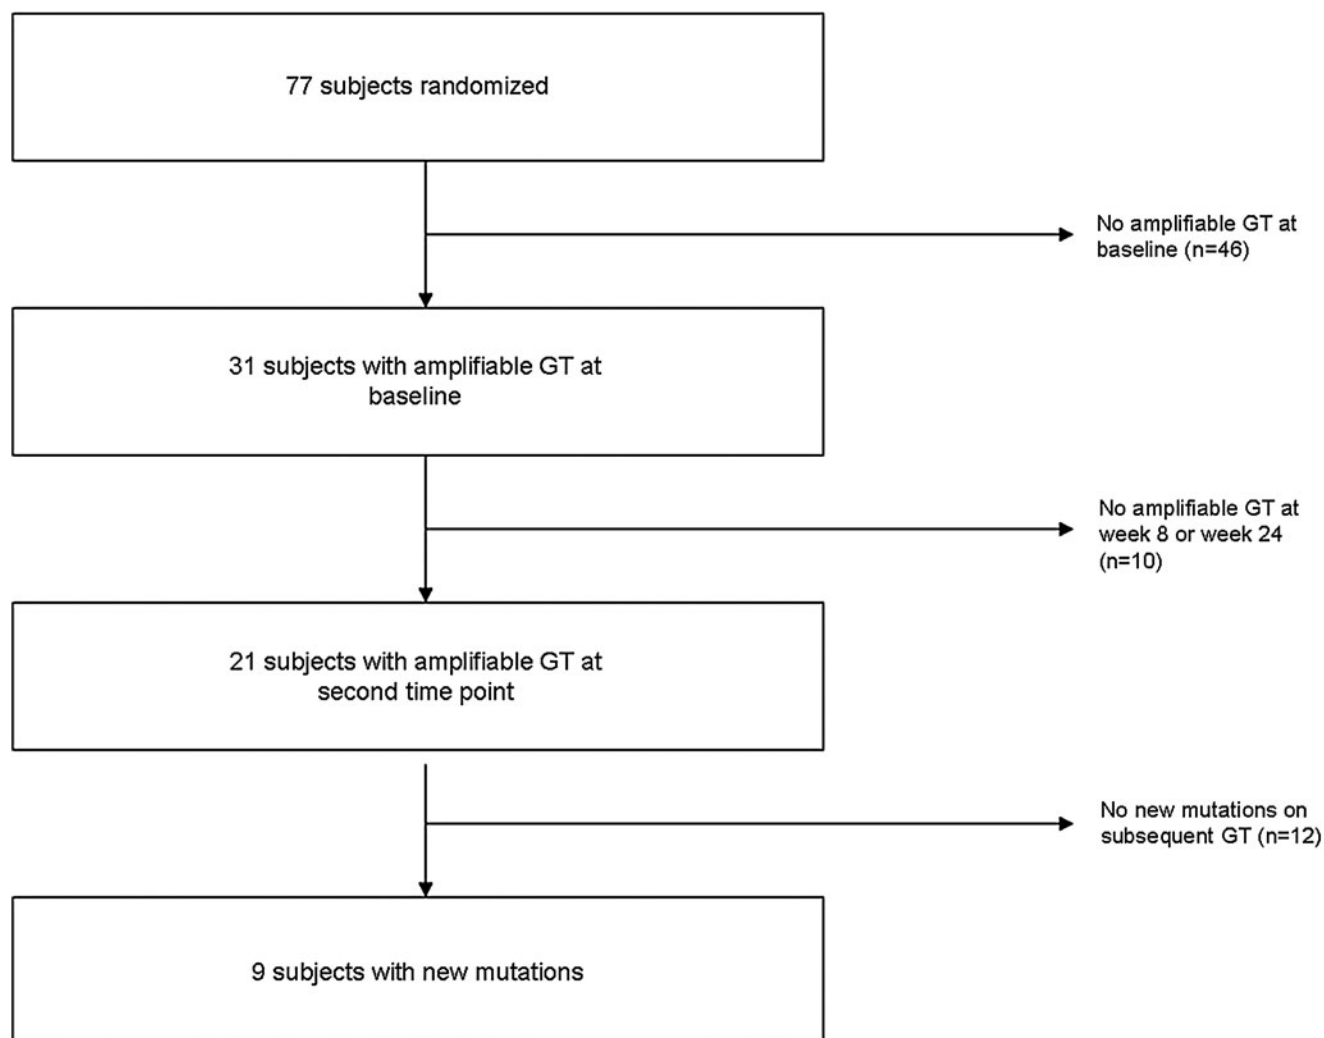 77 subjects randomized
No amplifiable GT at
baseline (n=46)
31 subjects with amplifiable GT at
baseline
No amplifiable GT at
week 8 or week 24
(n=10)
21 subjects with amplifiable GT at
second time point
No new mutations on
subsequent GT (n=12)
9 subjects with new mutations